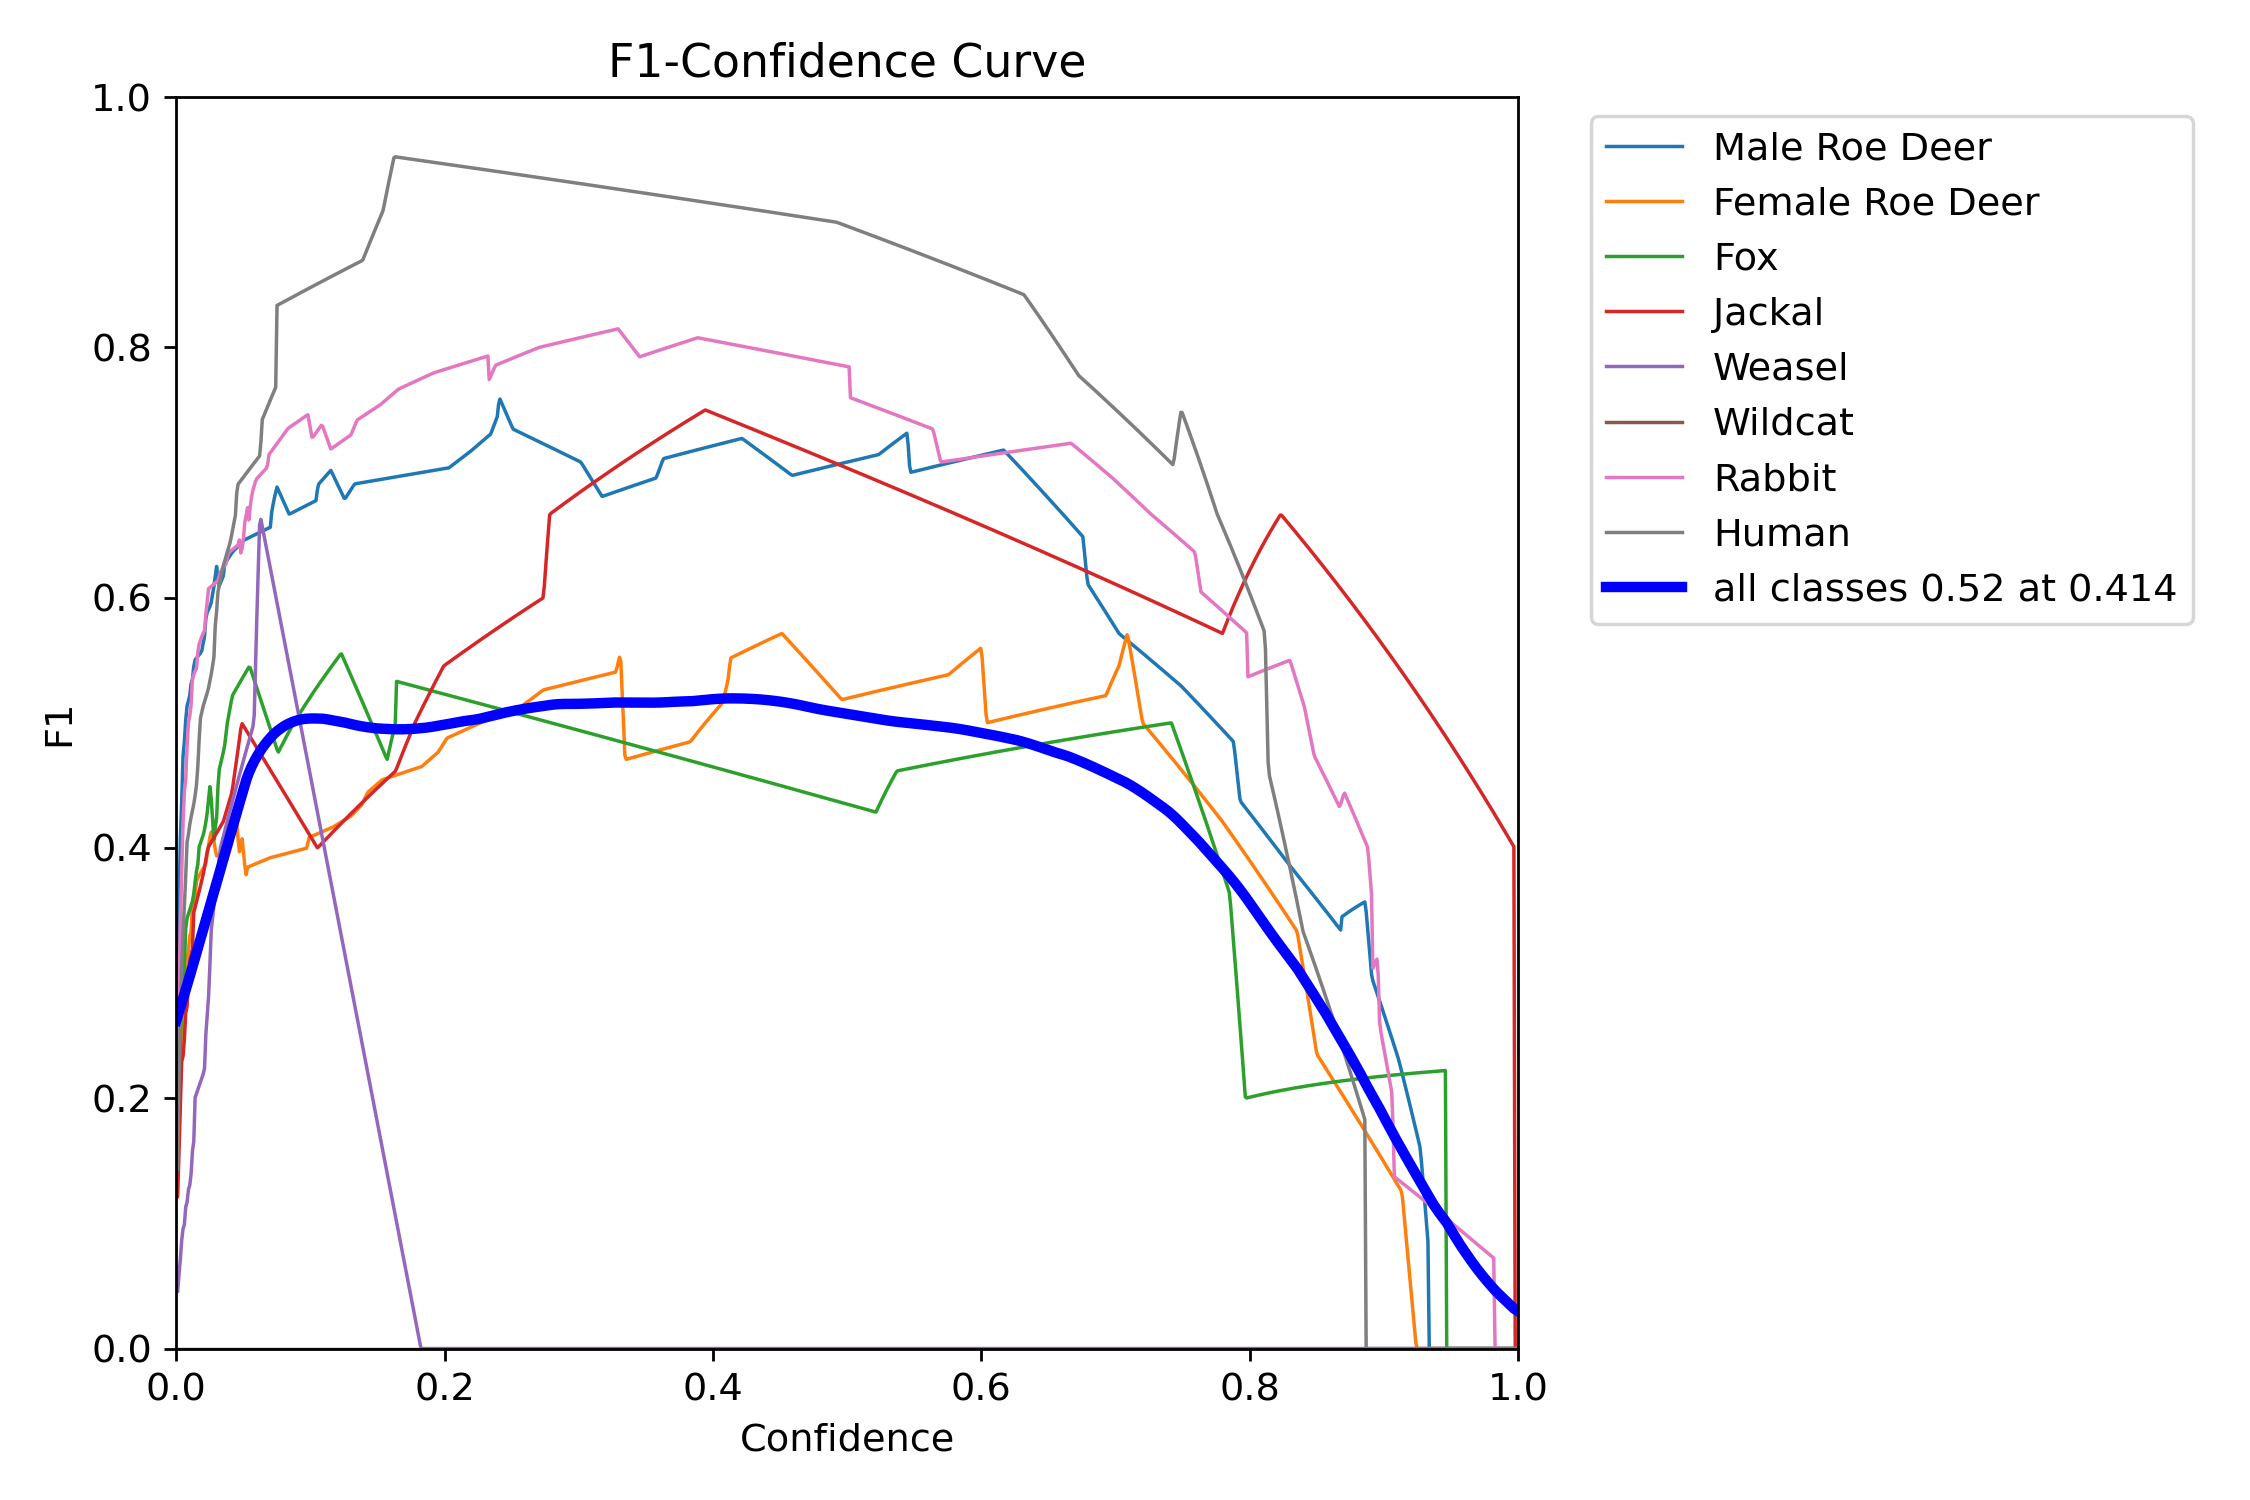 F1-Confidence Curve
1.0
0.8
0.6
0.4
0.2
0.0
F1
0.0 0.2 0.4 0.6 0.8 1.0
Confidence
Male Roe Deer
Female Roe Deer
Fox
Jackal
Weasel
Wildcat
Rabbit
Human
all classes 0.52 at 0.414